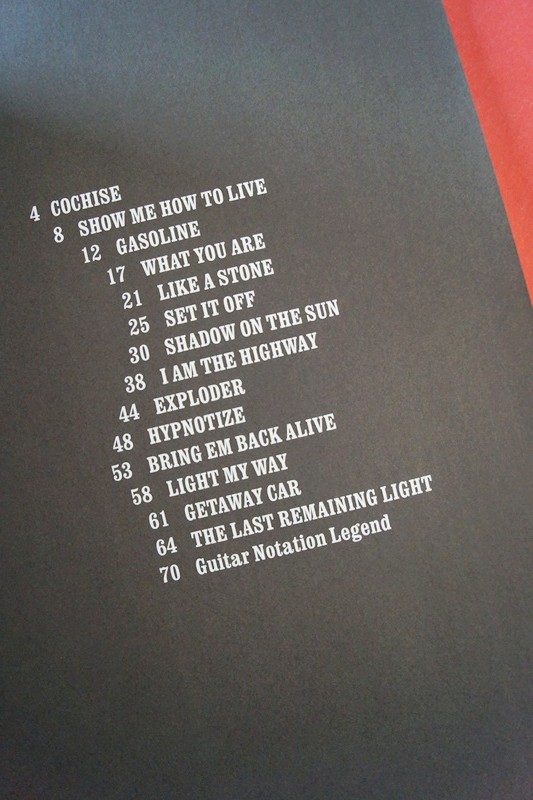 4 COCHISE
8 SHOW ME HOW TO LIVE
12 GASOLINE
17 WHAT YOU ARE
21 LIKE A STONE
25 SET IT OFF
30 SHADOW ON THE SUN
38 I AM THE HIGHWAY
44 EXPLODER
48 HYPNOTIZE
53 BRING EM BACK ALIVE
58 LIGHT MY WAY
61 GETAWAY CAR
64 THE LAST REMAINING LIGHT
70 Guitar Notation Legend